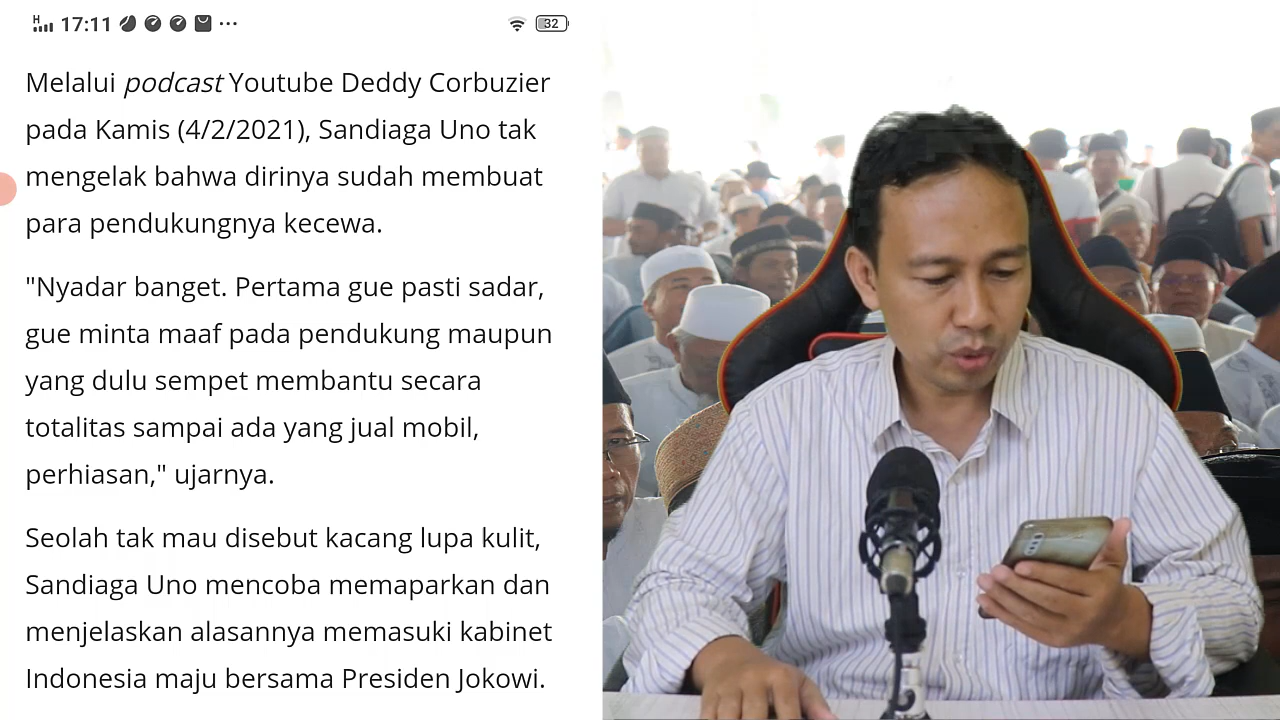 H 17:11 ... 32
Melalui podcast Youtube Deddy Corbuzier
pada Kamis (4/2/2021), Sandiaga Uno tak
mengelak bahwa dirinya sudah membuat
para pendukungnya kecewa.
"Nyadar banget. Pertama gue pasti sadar,
gue minta maaf pada pendukung maupun
yang dulu sempet membantu secara
totalitas sampai ada yang jual mobil,
perhiasan," ujarnya.
Seolah tak mau disebut kacang lupa kulit,
Sandiaga Uno mencoba memaparkan dan
menjelaskan alasannya memasuki kabinet
Indonesia maju bersama Presiden Jokowi.